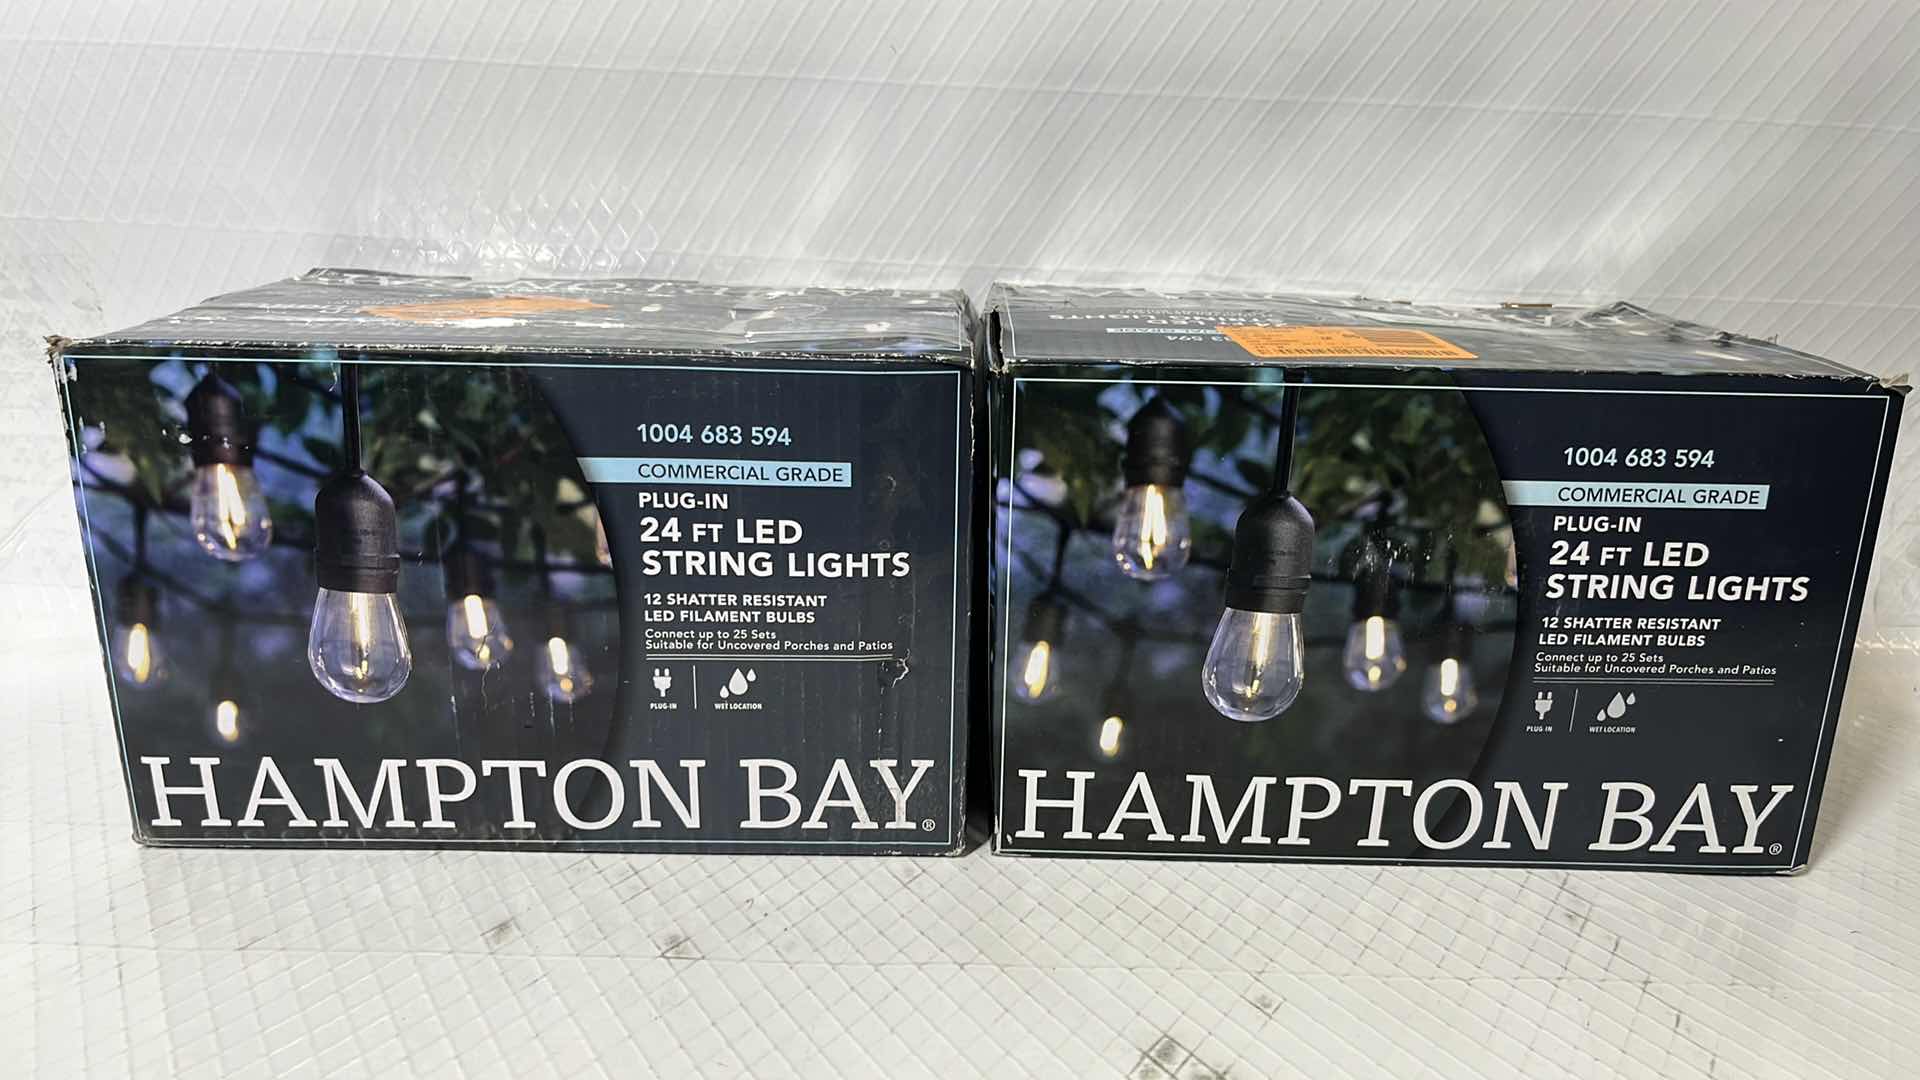 1004 683 594
COMMERCIAL GRADE
PLUG-IN
24 FT LED
STRING LIGHTS
12 SHATTER RESISTANT
LED FILAMENT BULBS
Connect up to 25 Sets
Suitable for Uncovered Porches and Patios
PLUG-IN
WET LOCATION
HAMPTON BAY®
1004 683 594
COMMERCIAL GRADE
PLUG-IN
24 FT LED
STRING LIGHTS
12 SHATTER RESISTANT
LED FILAMENT BULBS
Connect up to 25 Sets
Suitable for Uncovered Porches and Patios
PLUG-IN
WET LOCATION
HAMPTON BAY®